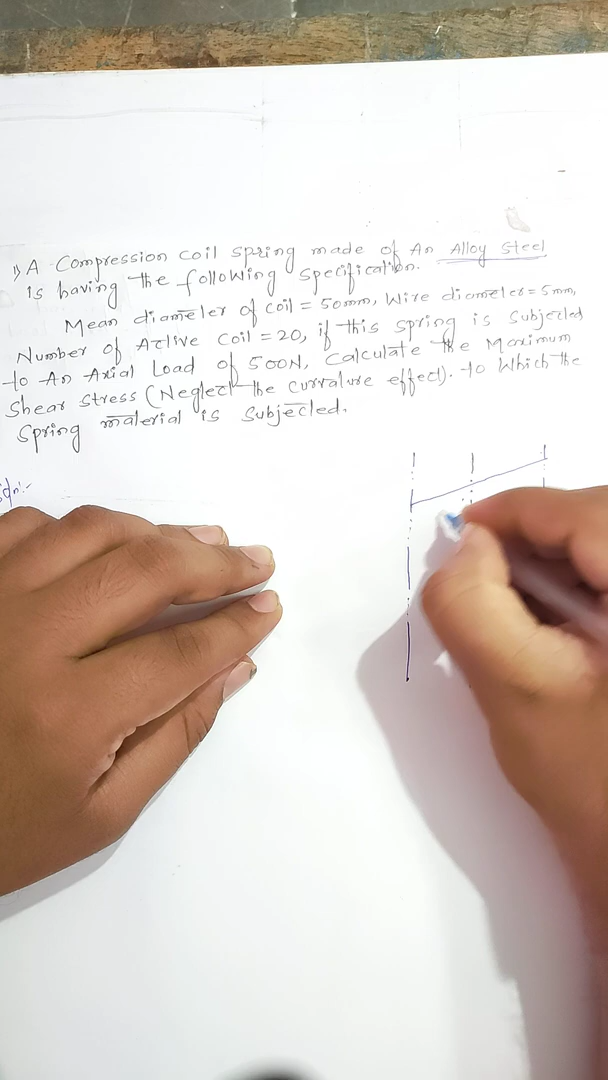 1) A Compression coil spring made of An Alloy steel
is having the following specification.
Mean diameter of coil = 50mm, Wire diameter = 5mm,
Number of Active coil = 20, if this spring is Subjected
to An Axial Load of 500N, Calculate the Maximum
Shear Stress (Neglect the curvature effect). to Which the
Spring material is Subjected.
Soln:-